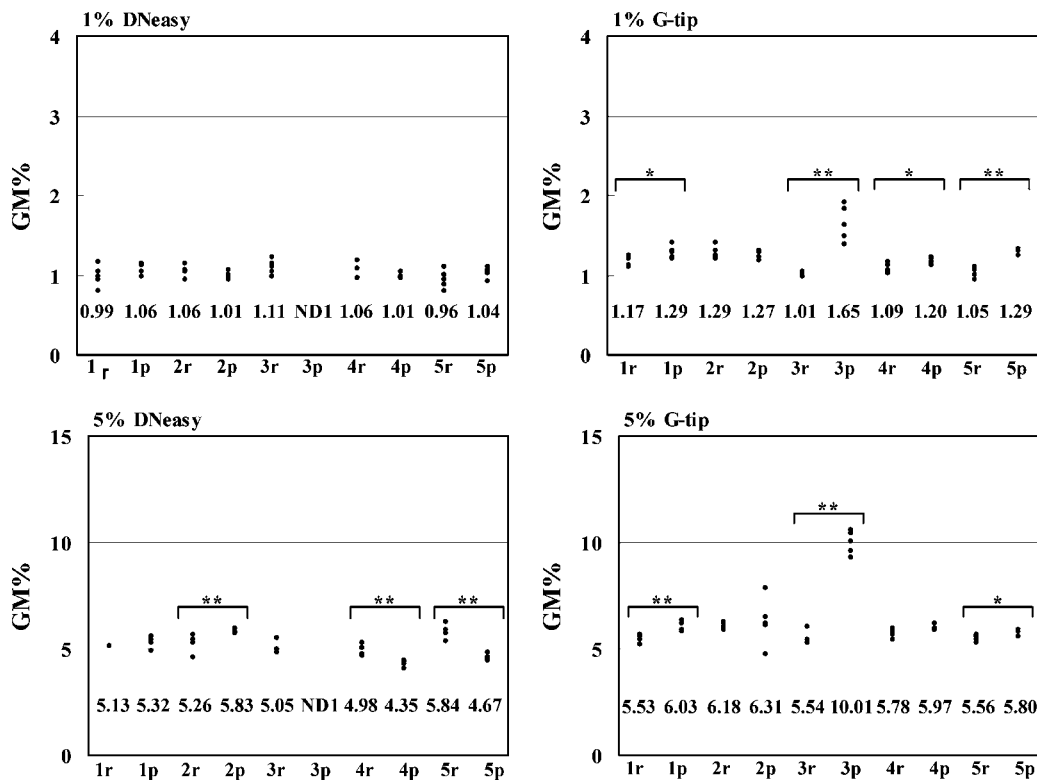 1% DNeasy
GM%
4
3
2
1
0
0.99 1.06 1.06 1.01 1.11 ND1 1.06 1.01 0.96 1.04
1r 1p 2r 2p 3r 3p 4r 4p 5r 5p
1% G-tip
GM%
4
3
2
1
0
* ** * **
1.17 1.29 1.29 1.27 1.01 1.65 1.09 1.20 1.05 1.29
1r 1p 2r 2p 3r 3p 4r 4p 5r 5p
5% DNeasy
GM%
15
10
5
0
** ** **
5.13 5.32 5.26 5.83 5.05 ND1 4.98 4.35 5.84 4.67
1r 1p 2r 2p 3r 3p 4r 4p 5r 5p
5% G-tip
GM%
15
10
5
0
**
** *
5.53 6.03 6.18 6.31 5.54 10.01 5.78 5.97 5.56 5.80
1r 1p 2r 2p 3r 3p 4r 4p 5r 5p